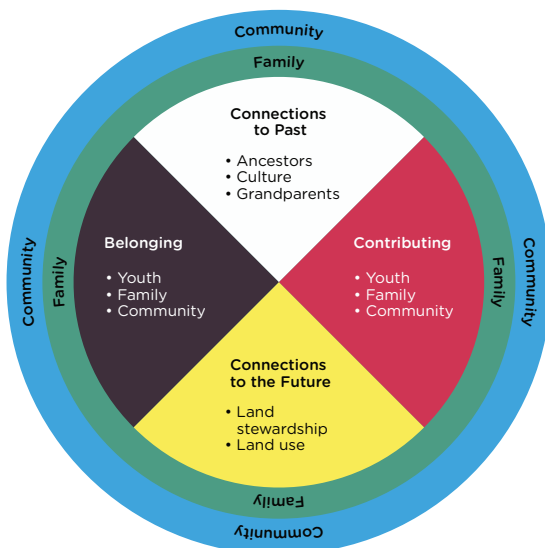 Community
Family
Connections
to Past
• Ancestors
• Culture
• Grandparents
Community
Family
Belonging
• Youth
• Family
• Community
Contributing
• Youth
• Family
• Community
Family
Community
Connections
to the Future
• Land
stewardship
• Land use
Family
Community